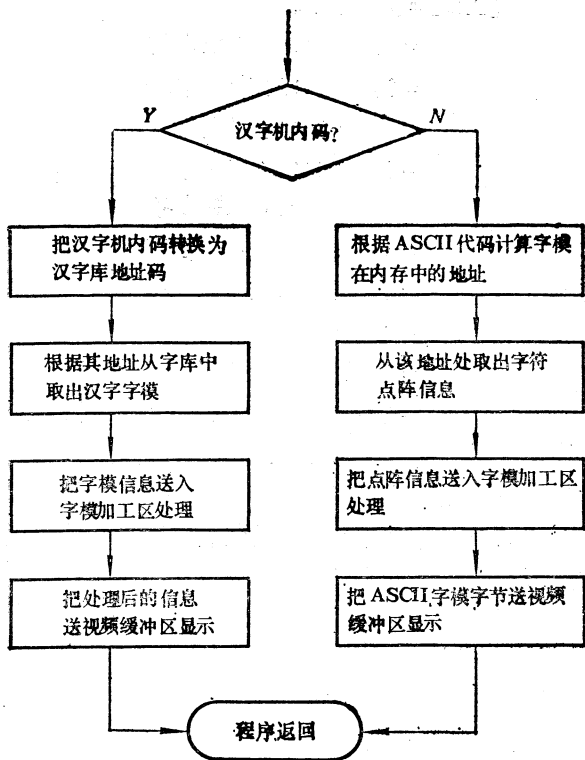 汉字机内码?
Y
N
把汉字机内码转换为
汉字库地址码
根据其地址从字库中
取出汉字字模
把字模信息送入
字模加工区处理
把处理后的信息
送视频缓冲区显示
根据ASCII代码计算字模
在内存中的地址
从该地址处取出字符
点阵信息
把点阵信息送入字模加工区
处理
把ASCII字模字节送视频
缓冲区显示
程序返回